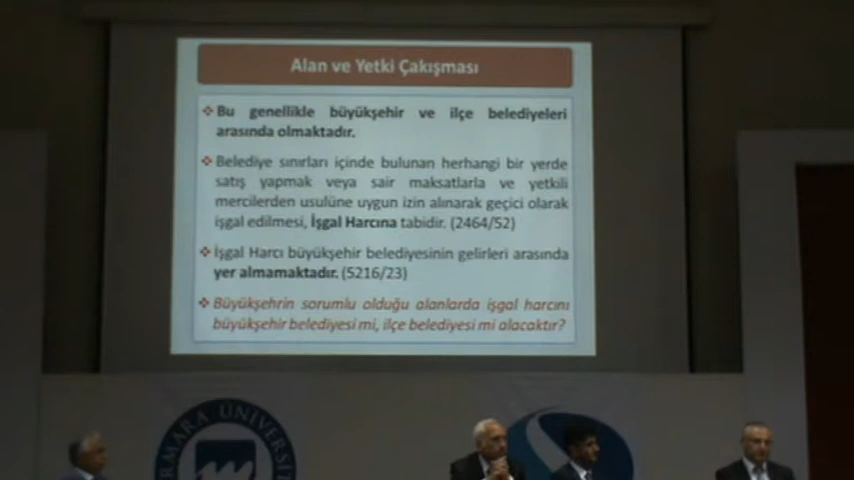 Alan ve Yetki Çakışması
❖Bu genellikle büyükşehir ve ilçe belediyeleri
arasında olmaktadır.
❖Belediye sınırları içinde bulunan herhangi bir yerde
satış yapmak veya sair maksatlarla ve yetkili
mercilerden usulüne uygun izin alınarak geçici olarak
işgal edilmesi, İşgal Harcına tabidir. (2464/52)
❖İşgal Harcı büyükşehir belediyesinin gelirleri arasında
yer almamaktadır. (5216/23)
❖Büyükşehrin sorumlu olduğu alanlarda işgal harcını
büyükşehir belediyesi mi, ilçe belediyesi mi alacaktır?
RMARA ÜNİVERSİ